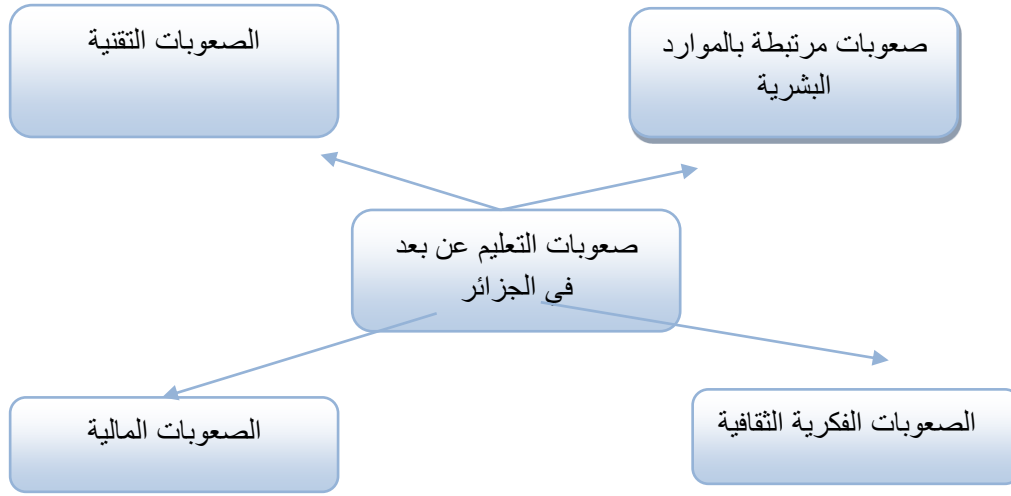 صعوبات مرتبطة بالموارد
البشرية
الصعوبات التقنية
صعوبات التعليم عن بعد
في الجزائر
الصعوبات الفكرية الثقافية
الصعوبات المالية